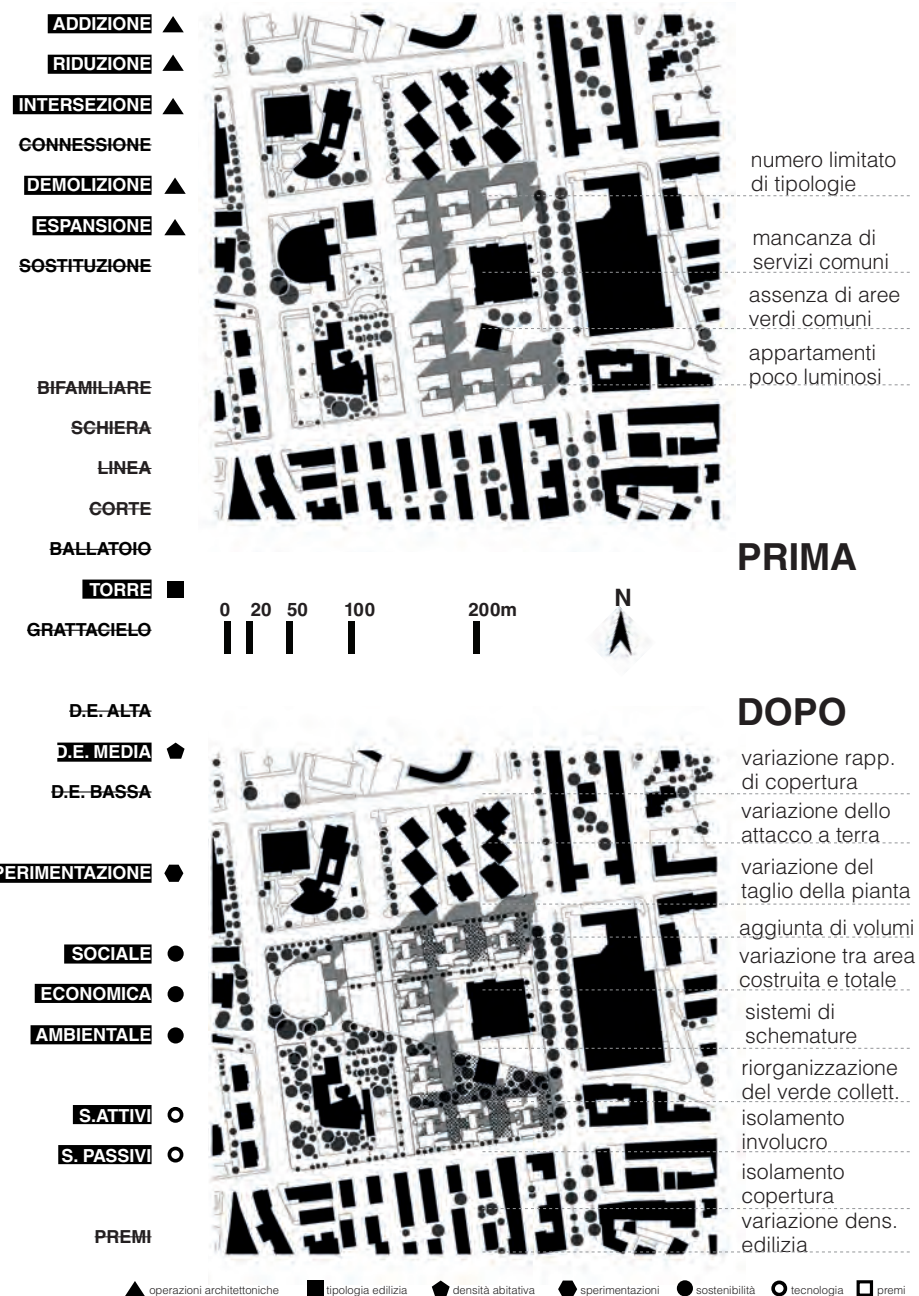 ADDIZIONE
RIDUZIONE
INTERSEZIONE
CONNESSIONE
DEMOLIZIONE
ESPANSIONE
SOSTITUZIONE
BIFAMILIARE
SCHIERA
LINEA
CORTE
BALLATOIO
TORRE
GRATTACIELO
D.E. ALTA
D.E. MEDIA
D.E. BASSA
PERIMENTAZIONE
SOCIALE
ECONOMICA
AMBIENTALE
S.ATTIVI
S. PASSIVI
PREMI
numero limitato
di tipologie
mancanza di
servizi comuni
assenza di aree
verdi comuni
appartamenti
poco luminosi
PRIMA
0 20 50 100 200m
N
DOPO
variazione rapp.
di copertura
variazione dello
attacco a terra
variazione del
taglio della pianta
aggiunta di volumi
variazione tra area
costruita e totale
sistemi di
schemature
riorganizzazione
del verde collett.
isolamento
involucro
isolamento
copertura
variazione dens.
edilizia
operazioni architettoniche tipologia edilizia densità abitativa sperimentazioni sostenibilità tecnologia premi